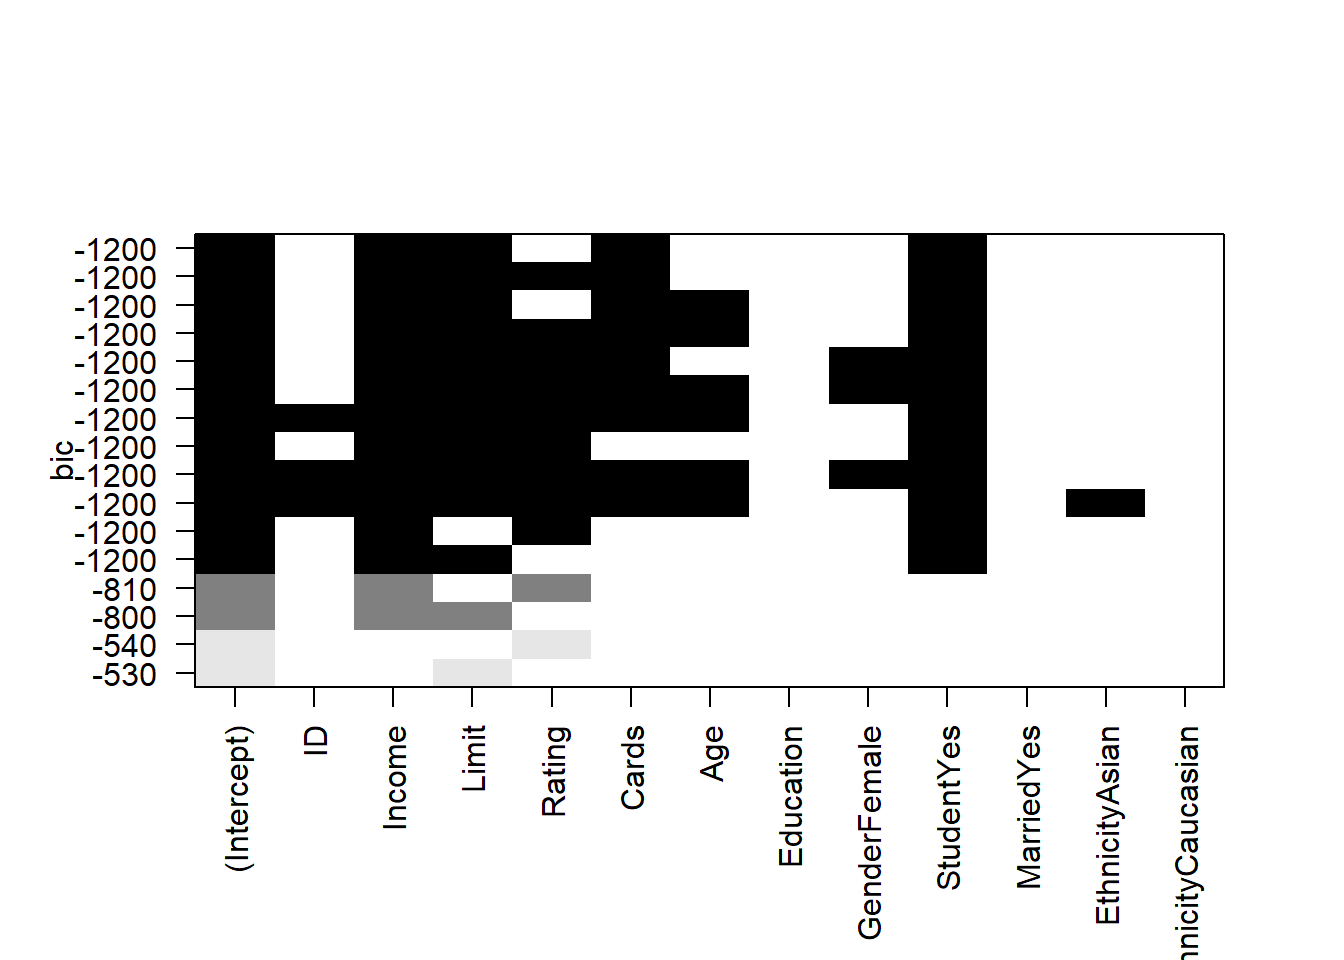 -1200
-1200
-1200
-1200
-1200
-1200
-1200
-1200
-1200
-1200
-1200
-1200
-810
-800
-540
-530
bic
(Intercept)
ID
Income
Limit
Rating
Cards
Age
Education
GenderFemale
StudentYes
MarriedYes
EthnicityAsian
nnicityCaucasian